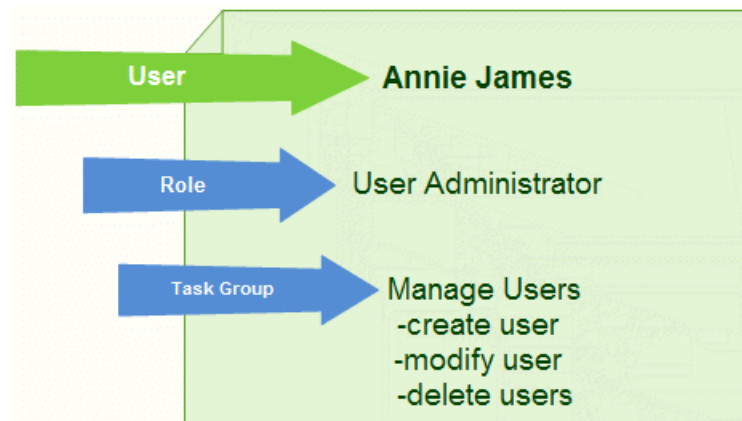 User Annie James
Role User Administrator
Task Group Manage Users
-create user
-modify user
-delete users